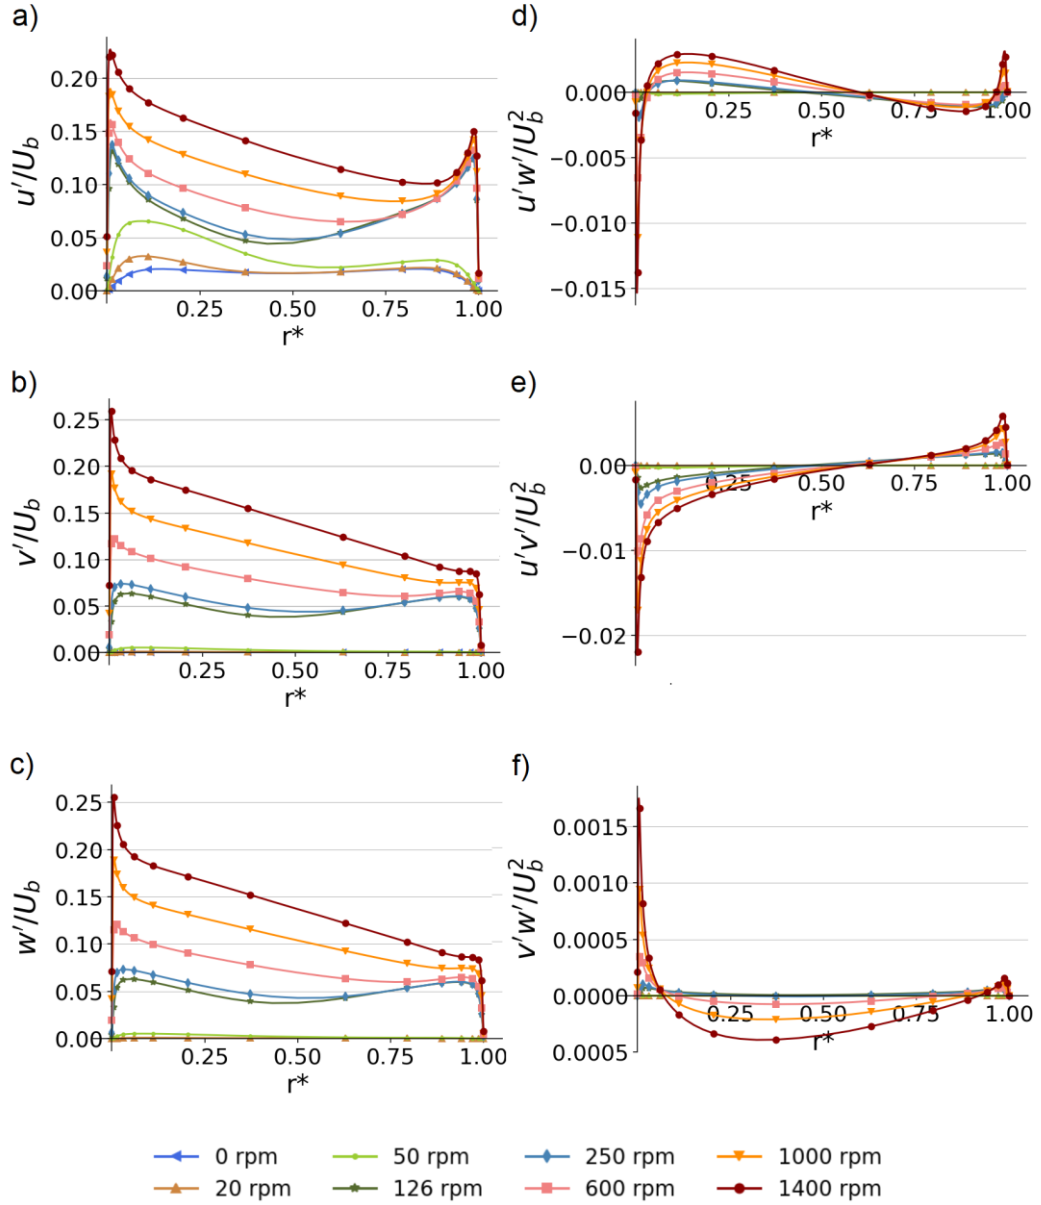 a)
0.20
0.15
0.10
0.05
0.00
u'/U_b
0.25 0.50 0.75 1.00
r*
b)
0.25
0.20
0.15
0.10
0.05
0.00
v'/U_b
0.25 0.50 0.75 1.00
r*
c)
0.25
0.20
0.15
0.10
0.05
0.00
w'/U_b
0.25 0.50 0.75 1.00
r*
d)
0.000
−0.005
−0.010
−0.015
u'w'/U_b^2
0.25 0.50 0.75 1.00
r*
e)
0.00
−0.01
−0.02
u'v'/U_b^2
0.25 0.50 0.75 1.00
r*
f)
0.0015
0.0010
0.0005
0.0000
0.0005
v'w'/U_b^2
0.25 0.50 0.75 1.00
r*
0 rpm 50 rpm 250 rpm 1000 rpm
20 rpm 126 rpm 600 rpm 1400 rpm